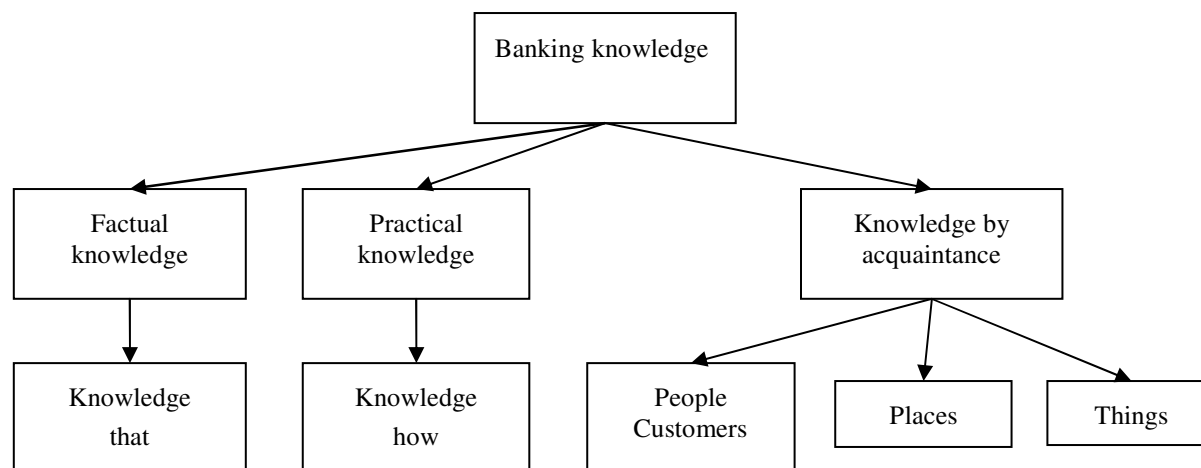 Banking knowledge
Factual
knowledge
Practical
knowledge
Knowledge by
acquaintance
Knowledge
that
Knowledge
how
People
Customers
Places
Things